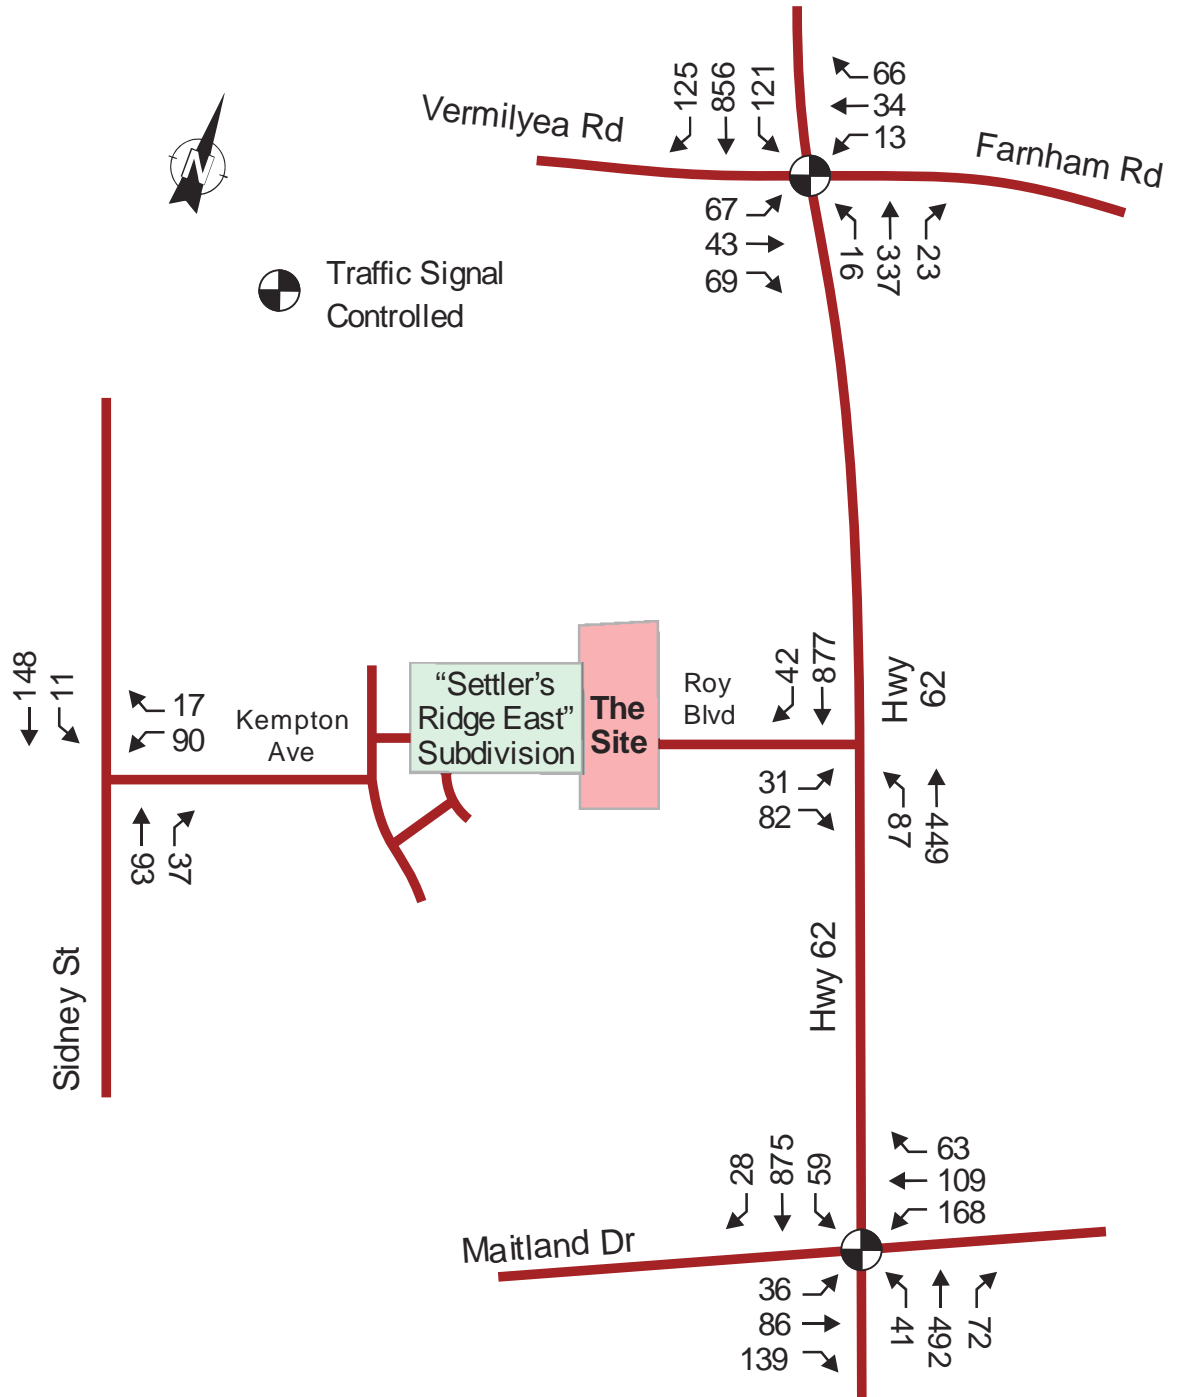 125
856
121
66
34
13
Vermilyea Rd
Farnham Rd
N
67
43
69
16
337
23
Traffic Signal
Controlled
148
11
17
90
Kempton
Ave
93
37
Sidney St
“Settler’s
Ridge East”
Subdivision
The
Site
Roy
Blvd
42
877
Hwy
62
31
82
87
449
Hwy 62
28
875
59
63
109
168
Maitland Dr
36
86
139
41
492
72